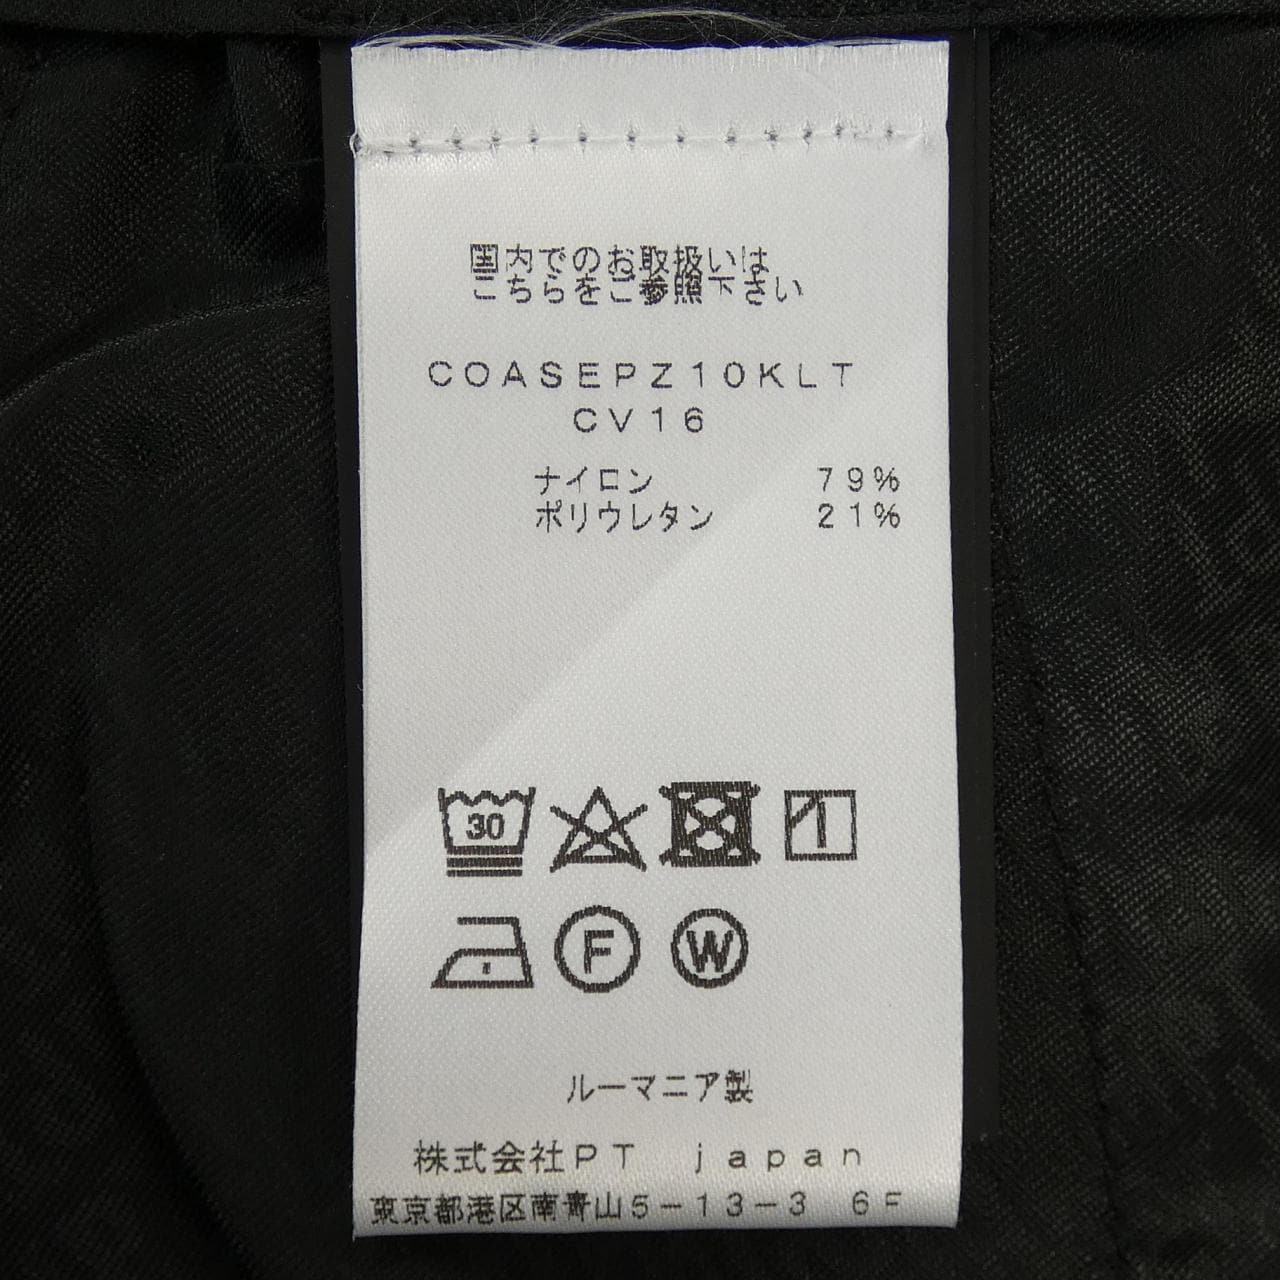 国内でのお取扱いは
こちらをご参照下さい
COASEPZ10KLT
CV16
ナイロン 79%
ポリウレタン 21%
30
F W
ルーマニア製
株式会社PT japan
東京都港区南青山5-13-3 6F